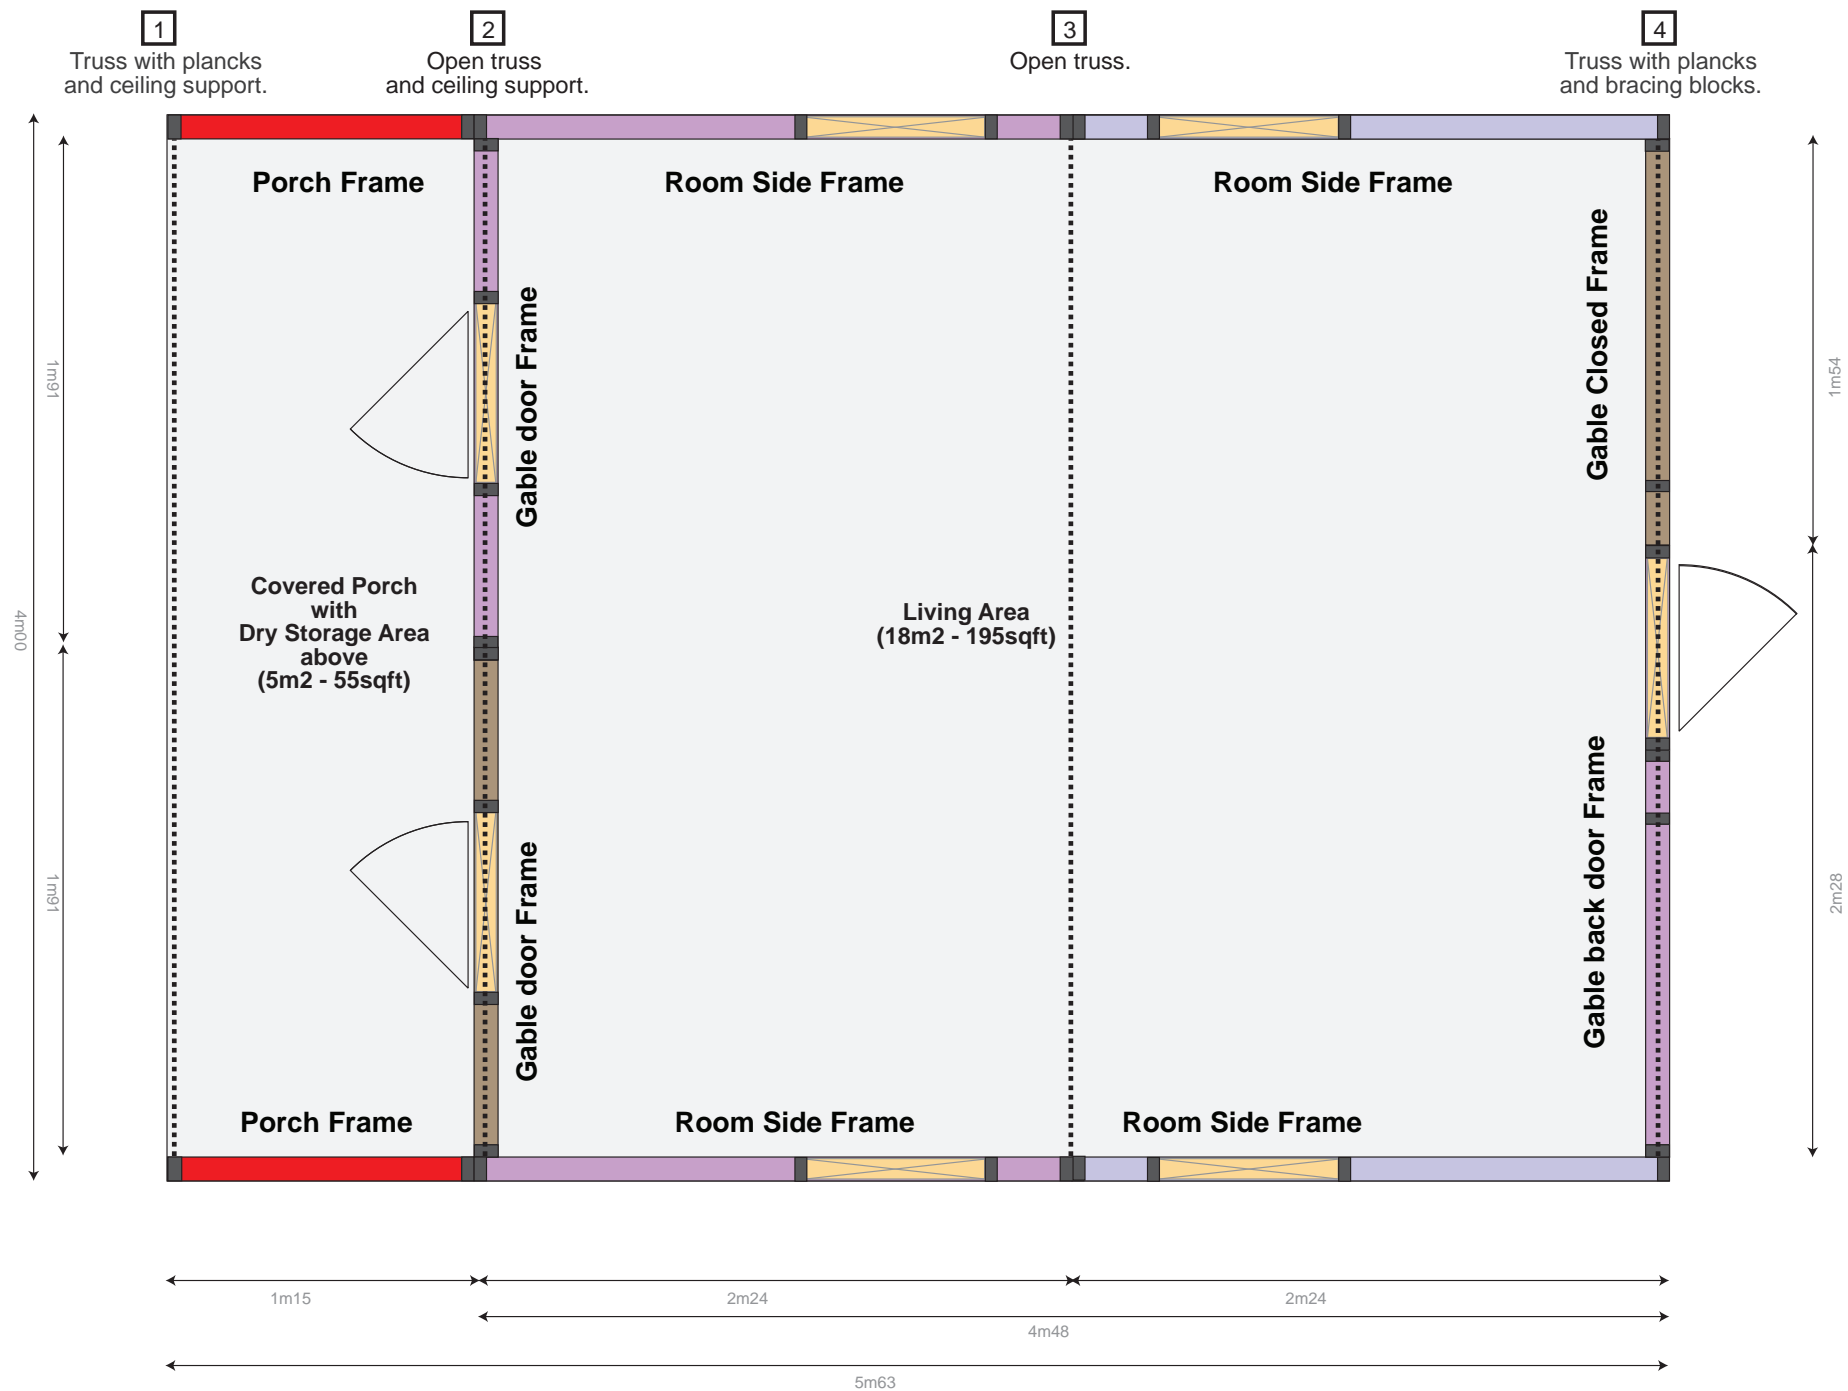 1
Truss with plancks
and ceiling support.
2
Open truss
and ceiling support.
3
Open truss.
4
Truss with plancks
and bracing blocks.
Porch Frame
Room Side Frame
Room Side Frame
Gable door Frame
Gable Closed Frame
1m91
1m54
4m00
Covered Porch
with
Dry Storage Area
above
(5m2 - 55sqft)
Living Area
(18m2 - 195sqft)
Gable door Frame
Gable back door Frame
1m91
2m28
Porch Frame
Room Side Frame
Room Side Frame
1m15
2m24
2m24
4m48
5m63